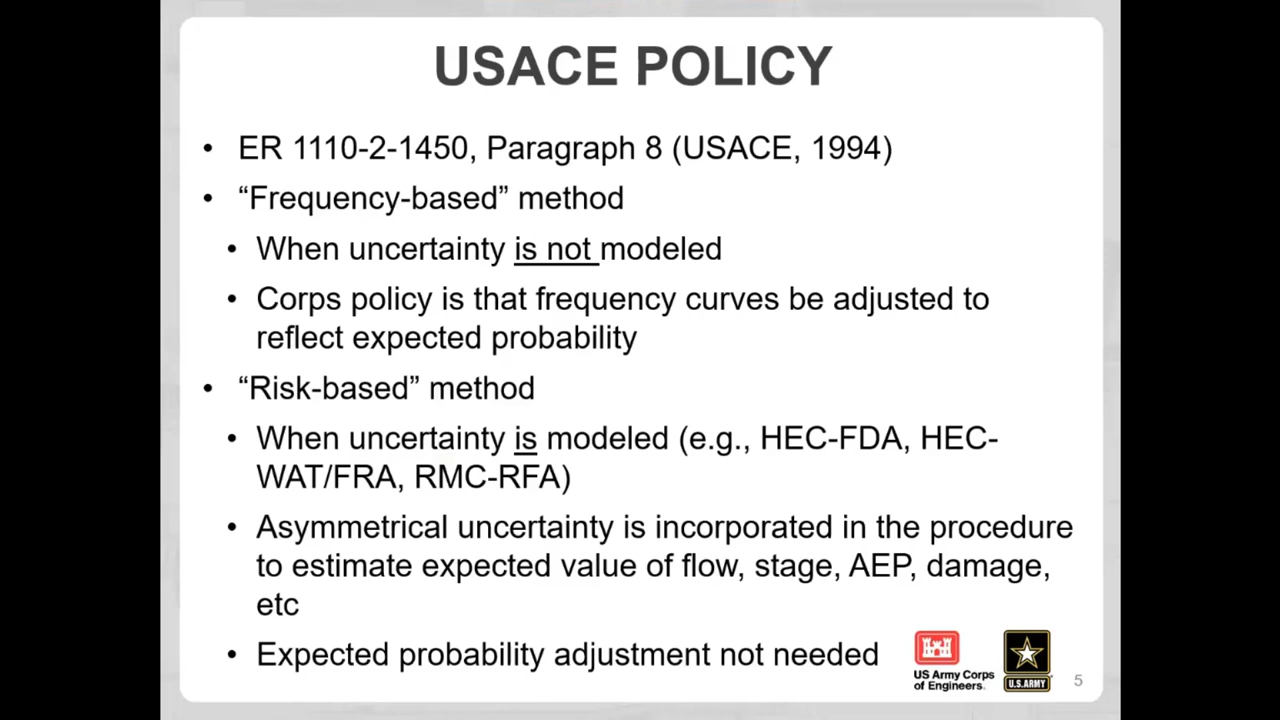 USACE POLICY
• ER 1110-2-1450, Paragraph 8 (USACE, 1994)
• “Frequency-based” method
• When uncertainty is not modeled
• Corps policy is that frequency curves be adjusted to
reflect expected probability
• “Risk-based” method
• When uncertainty is modeled (e.g., HEC-FDA, HEC-
WAT/FRA, RMC-RFA)
• Asymmetrical uncertainty is incorporated in the procedure
to estimate expected value of flow, stage, AEP, damage,
etc
• Expected probability adjustment not needed
US Army Corps
of Engineers.
U.S.ARMY
5